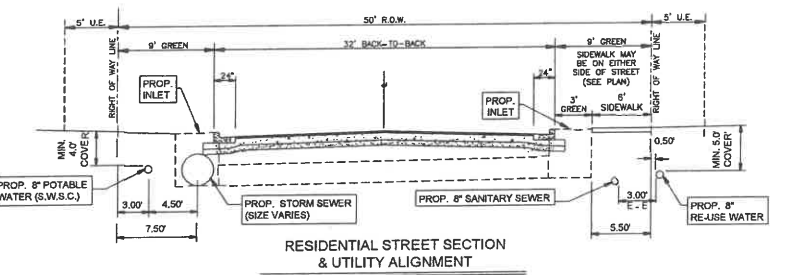 50' R.O.W.
5' U.E.
5' U.E.
9' GREEN
32' BACK-TO-BACK
9' GREEN
RIGHT OF WAY LINE
RIGHT OF WAY LINE
SIDEWALK MAY
BE ON EITHER
SIDE OF STREET
(SEE PLAN)
24"
24"
PROP.
INLET
PROP.
INLET
3'
GREEN
6'
SIDEWALK
MIN.
4.0'
COVER
0.50'
MIN. 5.0'
COVER
PROP. 8" POTABLE
WATER (S.W.S.C.)
PROP. STORM SEWER
(SIZE VARIES)
PROP. 8" SANITARY SEWER
PROP. 8"
RE-USE WATER
3.00'
4.50'
3.00'
E - E
7.50'
5.50'
RESIDENTIAL STREET SECTION
& UTILITY ALIGNMENT